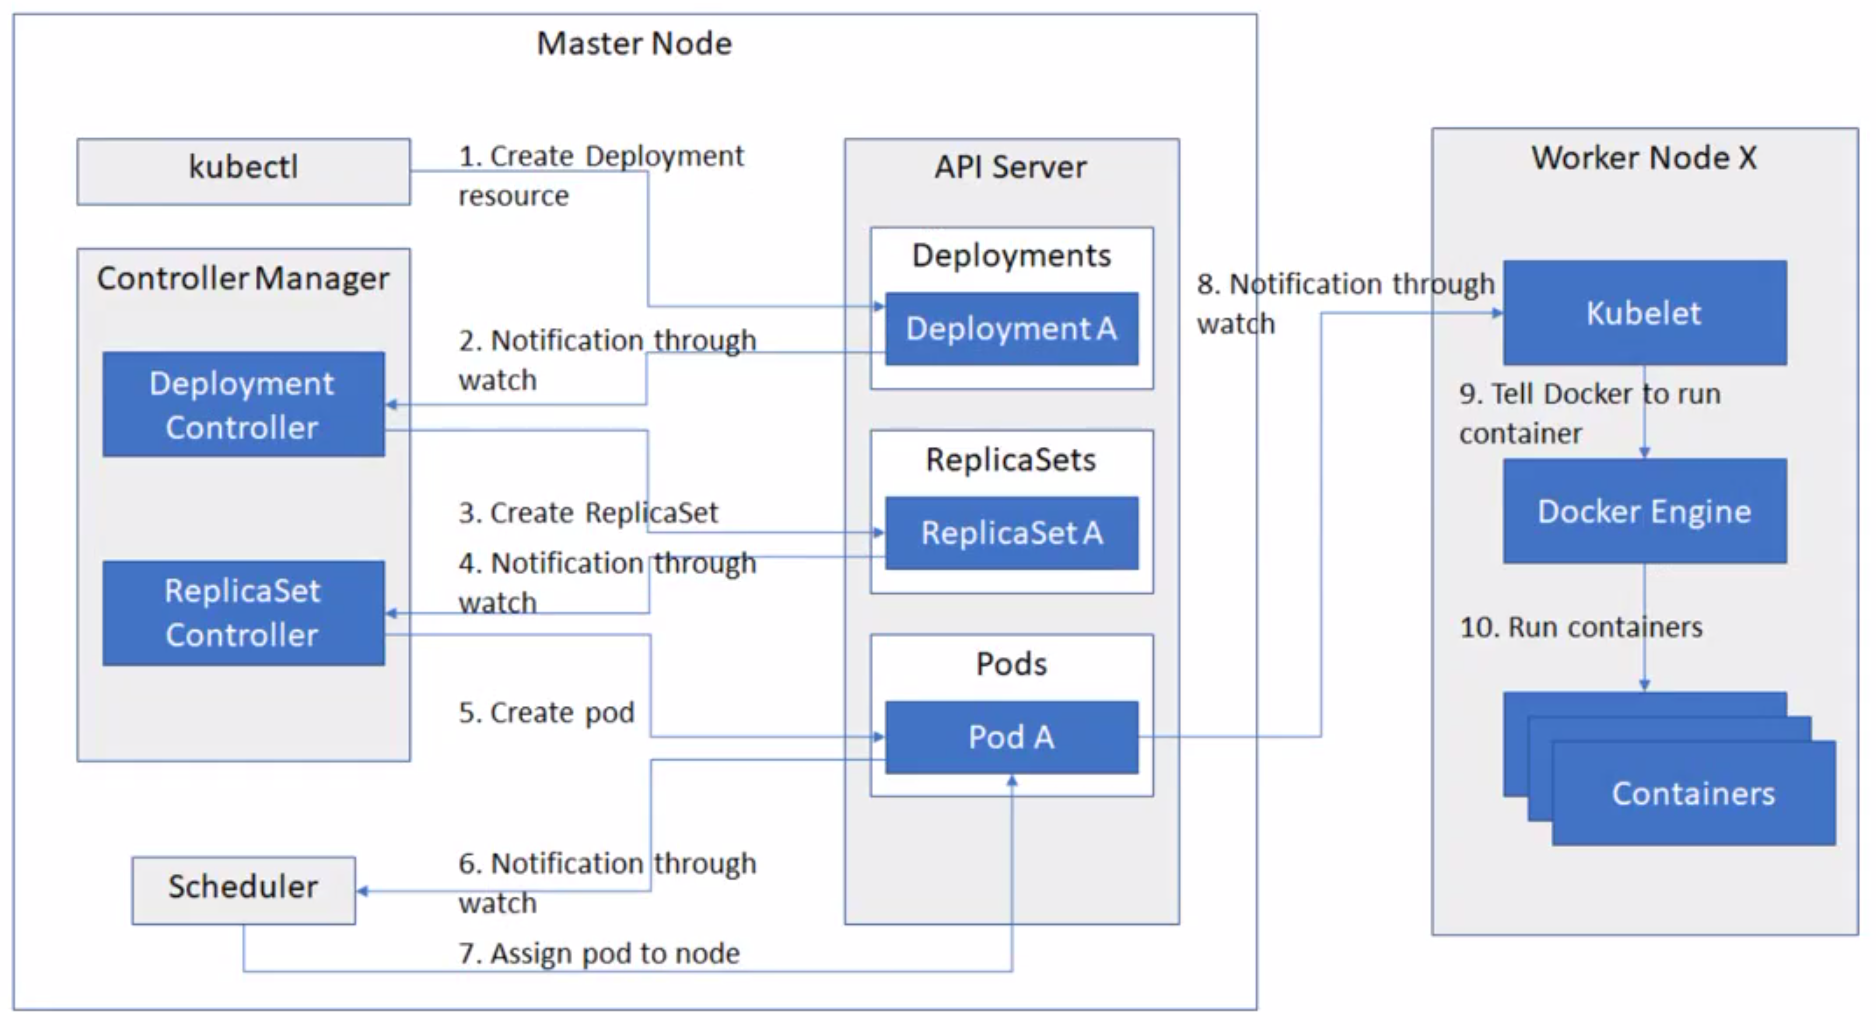 Master Node
kubectl
1. Create Deployment
resource
API Server
Worker Node X
Controller Manager
Deployments
Deployment A
8. Notification through
watch
Kubelet
2. Notification through
watch
Deployment
Controller
9. Tell Docker to run
container
ReplicaSets
ReplicaSet A
3. Create ReplicaSet
Docker Engine
4. Notification through
watch
ReplicaSet
Controller
10. Run containers
Pods
5. Create pod
Pod A
Containers
6. Notification through
watch
Scheduler
7. Assign pod to node